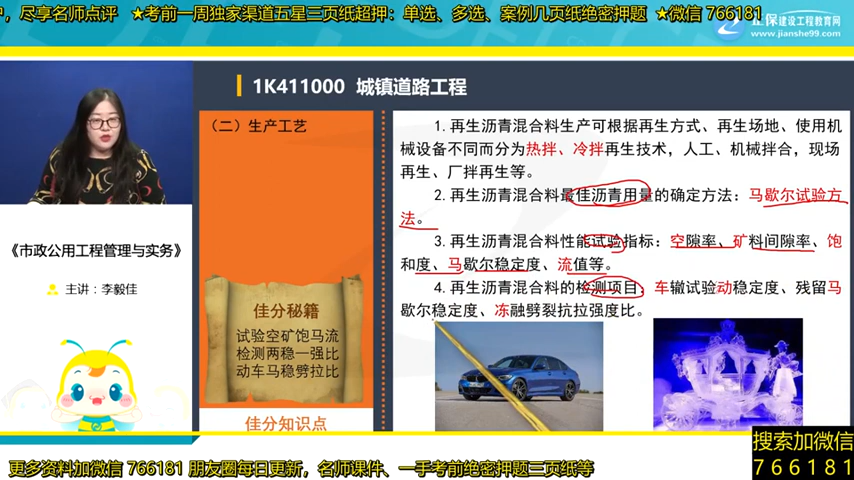 ，尽享名师点评 ★考前一周独家渠道五星三页纸超押：单选、多选、案例几页纸绝密押题 ★微信 766181
保建设工程教育网
www.jianshe99.com
1K411000 城镇道路工程
（二）生产工艺
1.再生沥青混合料生产可根据再生方式、再生场地、使用机
械设备不同而分为热拌、冷拌再生技术，人工、机械拌合，现场
再生、厂拌再生等。
2.再生沥青混合料最佳沥青用量的确定方法：马歇尔试验方
法。
3.再生沥青混合料性能试验指标：空隙率、矿料间隙率、饱
和度、马歇尔稳定度、流值等。
4.再生沥青混合料的检测项目：车辙试验动稳定度、残留马
歇尔稳定度、冻融劈裂抗拉强度比。
《市政公用工程管理与实务》
主讲：李毅佳
佳分秘籍
试验空矿饱马流
检测两稳一强比
动车马稳劈拉比
佳分知识点
搜索加微信
766181
更多资料加微信 766181 朋友圈每日更新，名师课件、一手考前绝密押题三页纸等